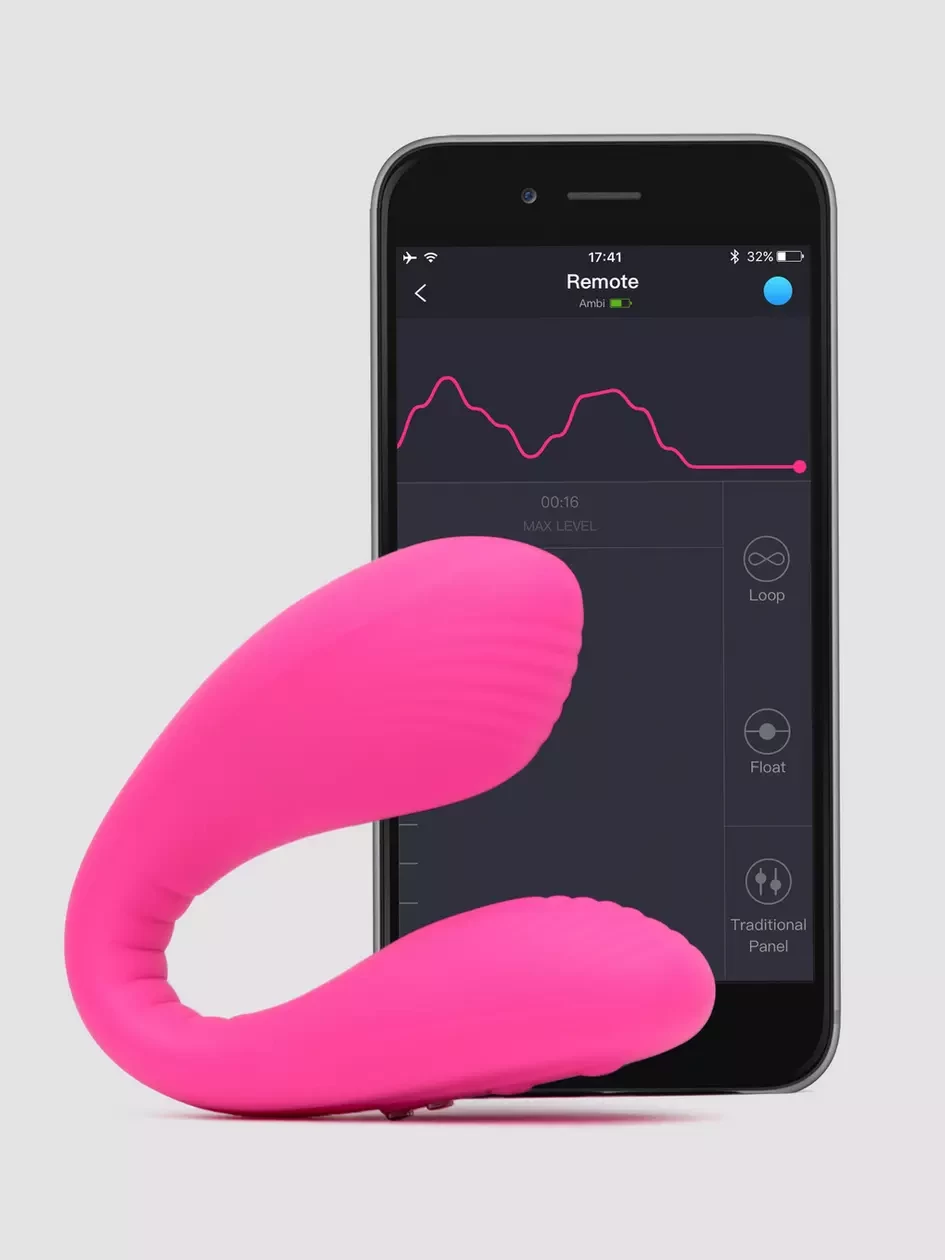 17:41
32%
Remote
Ambi
00:16
MAX LEVEL
Loop
Float
Traditional
Panel